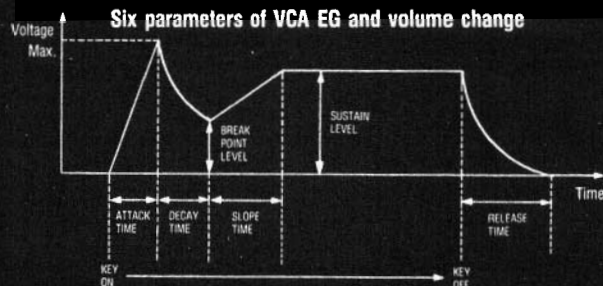 Six parameters of VCA EG and volume change
Voltage
Max.
BREAK
POINT
LEVEL
SUSTAIN
LEVEL
Time
ATTACK
TIME
DECAY
TIME
SLOPE
TIME
RELEASE
TIME
KEY
ON
KEY
OFF